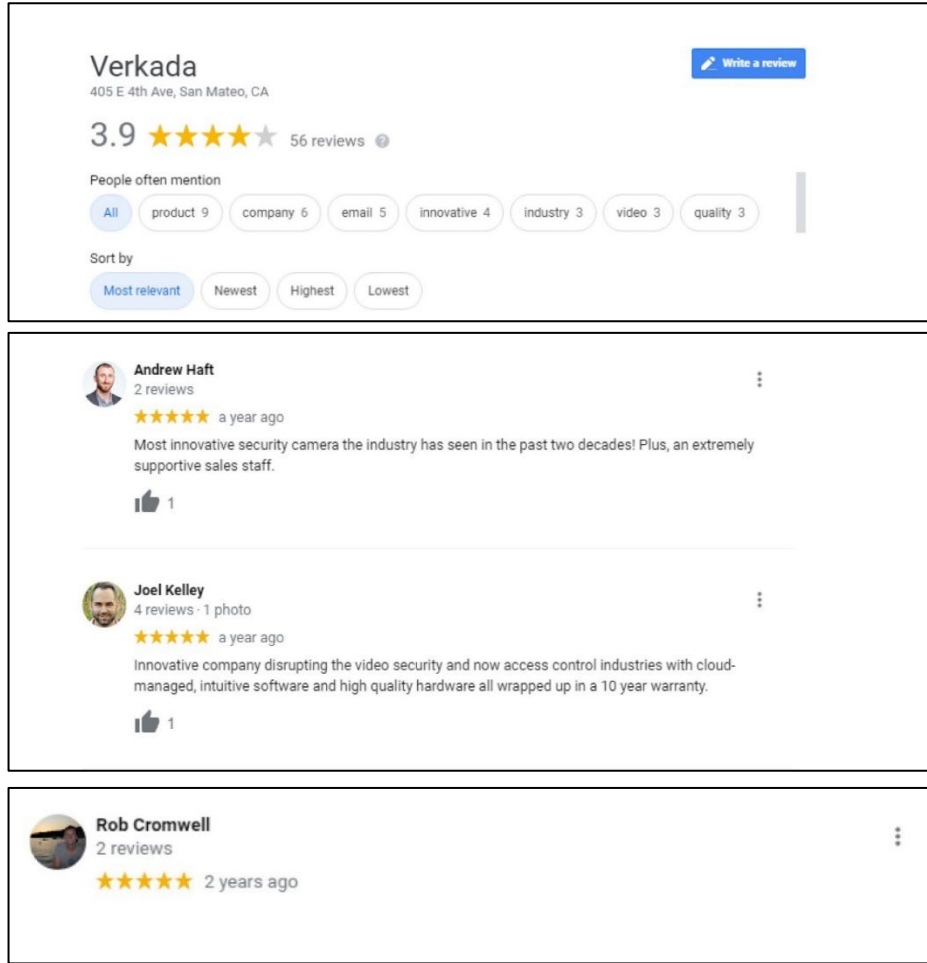 Verkada
Write a review
405 E 4th Ave, San Mateo, CA
3.9 56 reviews ?
People often mention
All product 9 company 6 email 5 innovative 4 industry 3 video 3 quality 3
Sort by
Most relevant Newest Highest Lowest
Andrew Haft
2 reviews
a year ago
Most innovative security camera the industry has seen in the past two decades! Plus, an extremely
supportive sales staff.
1
Joel Kelley
4 reviews · 1 photo
a year ago
Innovative company disrupting the video security and now access control industries with cloud-
managed, intuitive software and high quality hardware all wrapped up in a 10 year warranty.
1
Rob Cromwell
2 reviews
2 years ago